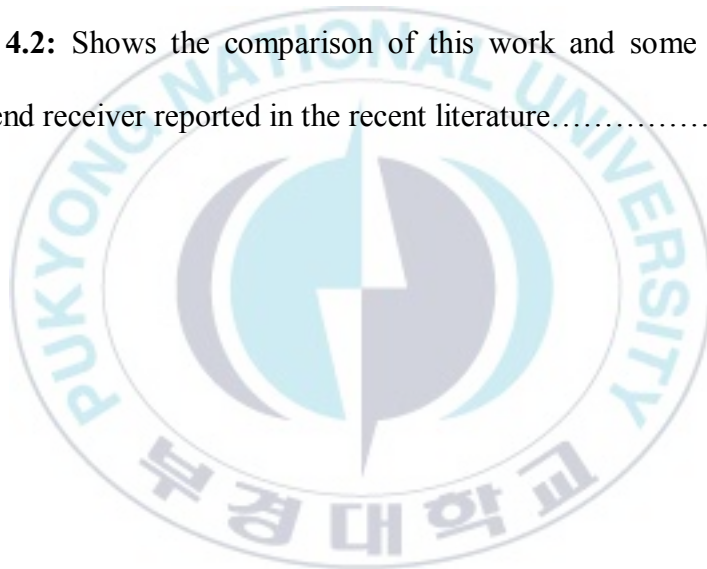 4.2: Shows the comparison of this work and some
end receiver reported in the recent literature……………
PUKYONG NATIONAL UNIVERSITY
부경대학교